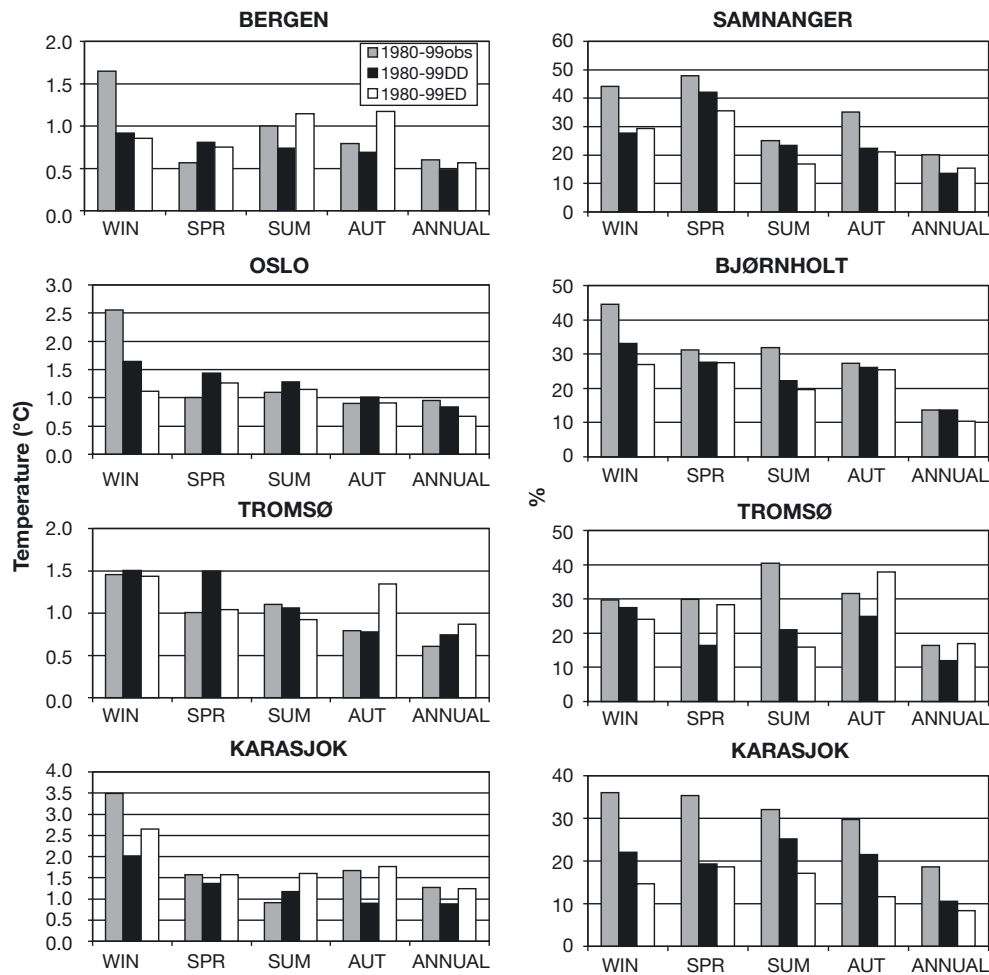 BERGEN
2.0
1.5
1.0
0.5
0.0
1980-99obs
1980-99DD
1980-99ED
WIN SPR SUM AUT ANNUAL
SAMNANGER
60
50
40
30
20
10
0
WIN SPR SUM AUT ANNUAL
OSLO
3.0
2.5
2.0
1.5
1.0
0.5
0.0
WIN SPR SUM AUT ANNUAL
BJØRNHOLT
50
40
30
20
10
0
WIN SPR SUM AUT ANNUAL
Temperature (°C)
%
TROMSØ
2.0
1.5
1.0
0.5
0.0
WIN SPR SUM AUT ANNUAL
TROMSØ
50
40
30
20
10
0
WIN SPR SUM AUT ANNUAL
KARASJOK
4.0
3.5
3.0
2.5
2.0
1.5
1.0
0.5
0.0
WIN SPR SUM AUT ANNUAL
KARASJOK
40
30
20
10
0
WIN SPR SUM AUT ANNUAL